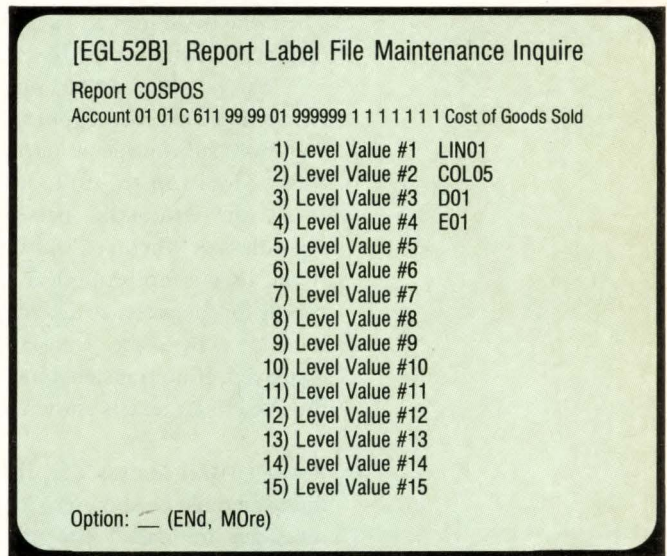 [EGL52B] Report Label File Maintenance Inquire
Report COSPOS
Account 01 01 C 611 99 99 01 999999 1 1 1 1 1 1 1 Cost of Goods Sold
1) Level Value #1 LIN01
2) Level Value #2 COL05
3) Level Value #3 D01
4) Level Value #4 E01
5) Level Value #5
6) Level Value #6
7) Level Value #7
8) Level Value #8
9) Level Value #9
10) Level Value #10
11) Level Value #11
12) Level Value #12
13) Level Value #13
14) Level Value #14
15) Level Value #15
Option: __ (ENd, MOre)